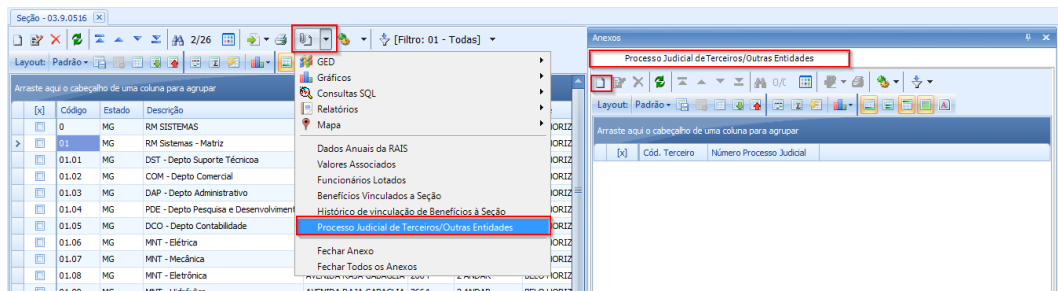 Seção - 03.9.0516
2/26 [Filtro: 01 - Todas]
Layout: Padrão
Arraste aqui o cabeçalho de uma coluna para agrupar
[x] Código Estado Descrição
0 MG RM SISTEMAS
01 MG RM Sistemas - Matriz
01.01 MG DST - Depto Suporte Técnicoa
01.02 MG COM - Depto Comercial
01.03 MG DAP - Depto Administrativo
01.04 MG PDE - Depto Pesquisa e Desenvolviment
01.05 MG DCO - Depto Contabilidade
01.06 MG MNT - Elétrica
01.07 MG MNT - Mecânica
01.08 MG MNT - Eletrônica
GED
Gráficos
Consultas SQL
Relatórios
Mapa
Dados Anuais da RAIS
Valores Associados
Funcionários Lotados
Benefícios Vinculados a Seção
Histórico de vinculação de Benefícios à Seção
Processo Judicial de Terceiros/Outras Entidades
Fechar Anexo
Fechar Todos os Anexos
Anexos
Processo Judicial de Terceiros/Outras Entidades
0/0
Layout: Padrão
Arraste aqui o cabeçalho de uma coluna para agrupar
[x] Cód. Terceiro Número Processo Judicial